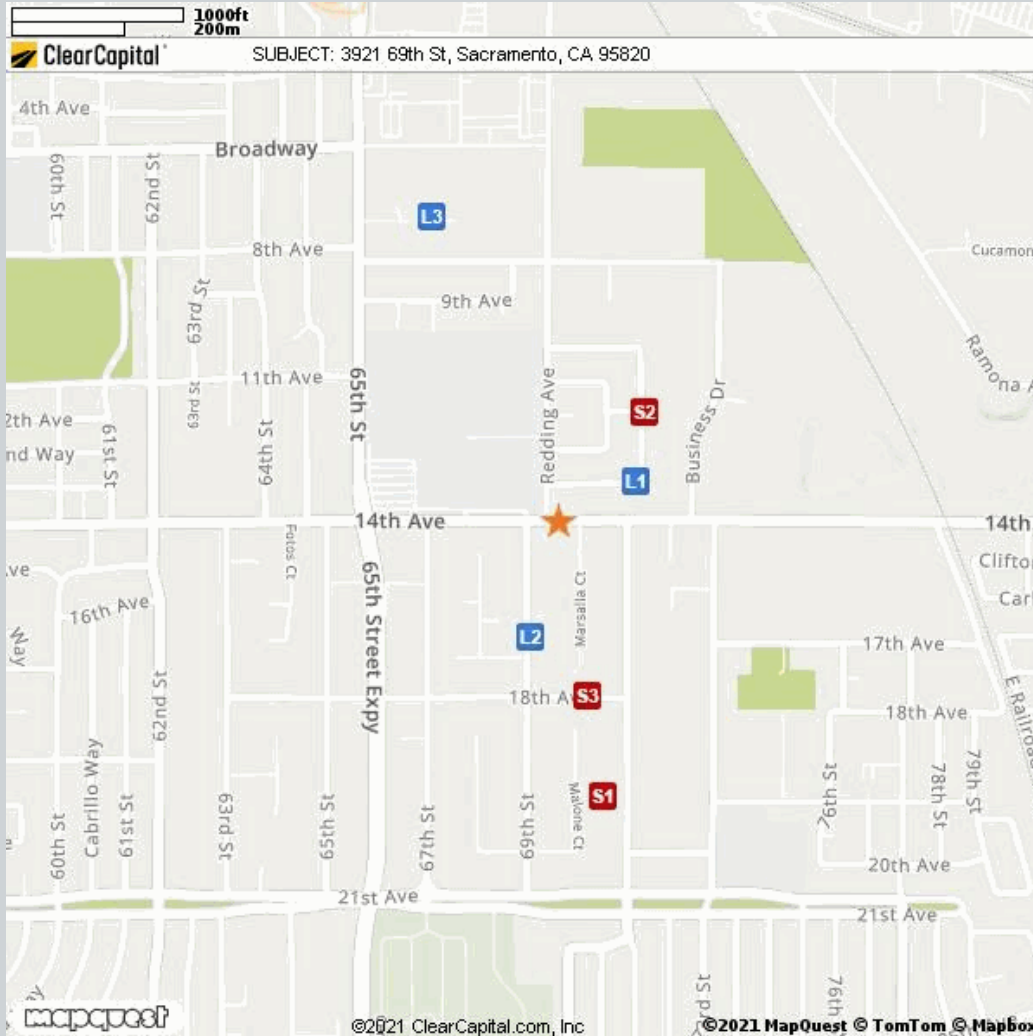 1000ft
200m
ClearCapital
SUBJECT: 3921 69th St, Sacramento, CA 95820
4th Ave
Broadway
60th St
62nd St
L3
8th Ave
Cucamon
9th Ave
63rd St
Ramona A
11th Ave
65th St
63rd St
Redding Ave
Business Dr
2th Ave
S2
61st St
64th St
nd Way
L1
14th Ave
14th
Fotos Ct
Clifto
ve
65th Street Expy
Marsalla Ct
Car
16th Ave
Way
L2
17th Ave
18th Av
S3
E Railroad
62nd St
18th Ave
Cabrillo Way
79th St
76th St
78th St
S1
Malone Ct
60th St
61st St
63rd St
65th St
67th St
69th St
20th Ave
21st Ave
21st Ave
76th
mapquest
©2021 ClearCapital.com, Inc
©2021 MapQuest © TomTom © Mapbox